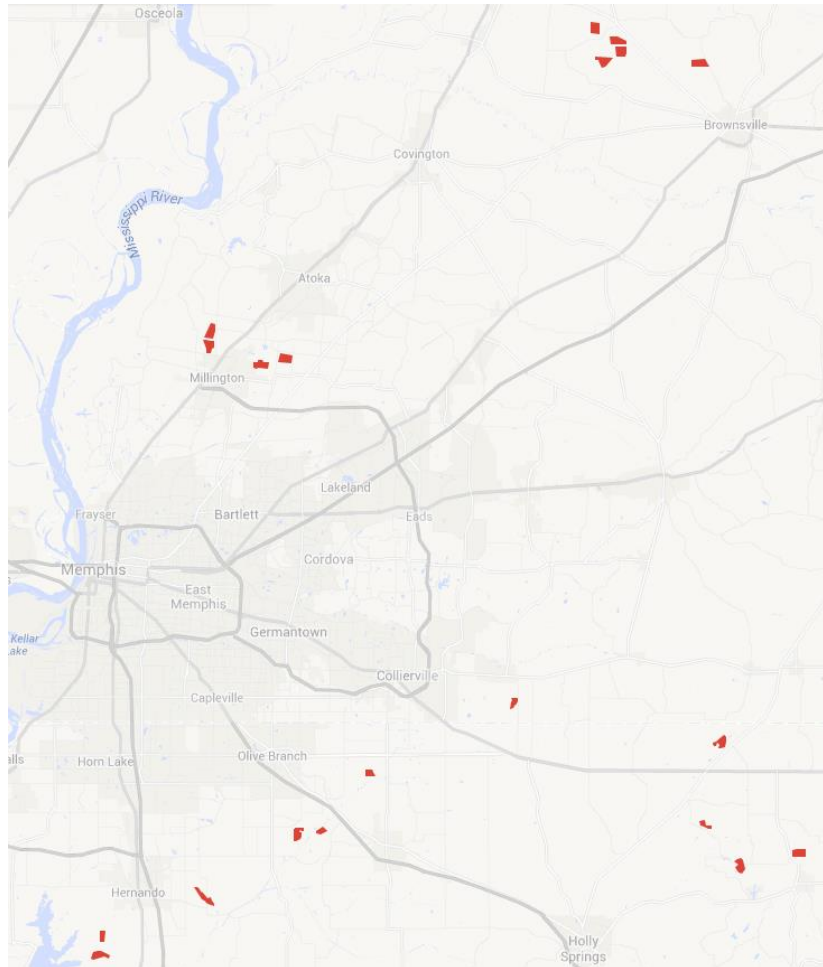 Osceola
Brownsville
Covington
Mississippi River
Atoka
Millington
Lakeland
Frayser
Bartlett
Eads
Memphis
Cordova
East
Memphis
Germantown
Kellar
Collierville
Capleville
Horn Lake
Olive Branch
Hernando
Holly
Springs